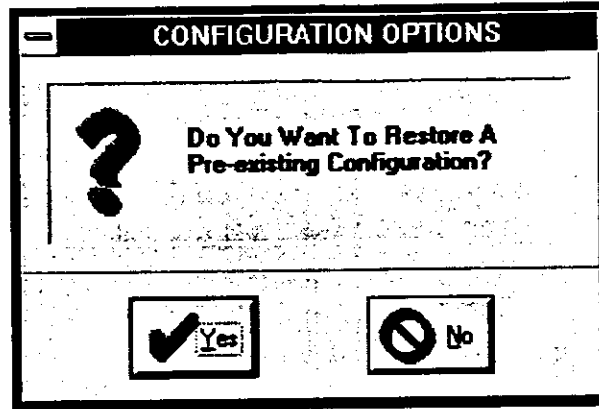 CONFIGURATION OPTIONS
Do You Want To Restore A
Pre-existing Configuration?
Yes
No